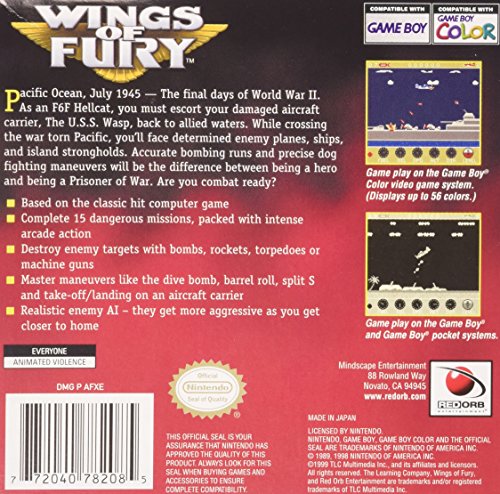 WINGS
OF
FURY™
COMPATIBLE WITH
GAME BOY
COMPATIBLE WITH
GAME BOY
COLOR
Pacific Ocean, July 1945 — The final days of World War II.
As an F6F Hellcat, you must escort your damaged aircraft
carrier, The U.S.S. Wasp, back to allied waters. While crossing
the war torn Pacific, you'll face determined enemy planes, ships,
and island strongholds. Accurate bombing runs and precise dog
fighting maneuvers will be the difference between being a hero
and being a Prisoner of War. Are you combat ready?
Based on the classic hit computer game
Complete 15 dangerous missions, packed with intense
arcade action
Destroy enemy targets with bombs, rockets, torpedoes or
machine guns
Master maneuvers like the dive bomb, barrel roll, split S
and take-off/landing on an aircraft carrier
Realistic enemy AI – they get more aggressive as you get
closer to home
Game play on the Game Boy®
Color video game system.
(Displays up to 56 colors.)
Game play on the Game Boy®
and Game Boy® pocket systems.
EVERYONE
ANIMATED VIOLENCE
DMG P AFXE
7 72040 78208 5
Official
Nintendo
Seal of Quality
THIS OFFICIAL SEAL IS YOUR
ASSURANCE THAT NINTENDO HAS
APPROVED THE QUALITY OF THIS
PRODUCT. ALWAYS LOOK FOR THIS
SEAL WHEN BUYING GAMES AND
ACCESSORIES TO ENSURE
COMPLETE COMPATIBILITY.
Mindscape Entertainment
88 Rowland Way
Novato, CA 94945
www.redorb.com
RED ORB
entertainment
MADE IN JAPAN
LICENSED BY NINTENDO.
NINTENDO, GAME BOY, GAME BOY COLOR AND THE OFFICIAL
SEAL ARE TRADEMARKS OF NINTENDO OF AMERICA INC.
©1989, 1998 NINTENDO OF AMERICA INC.
©1999 TLC Multimedia Inc., and its affiliates and licensors.
All rights reserved. The Learning Company, Wings of Fury,
and Red Orb Entertainment are trademarks/registered
trademarks of TLC Multimedia Inc.